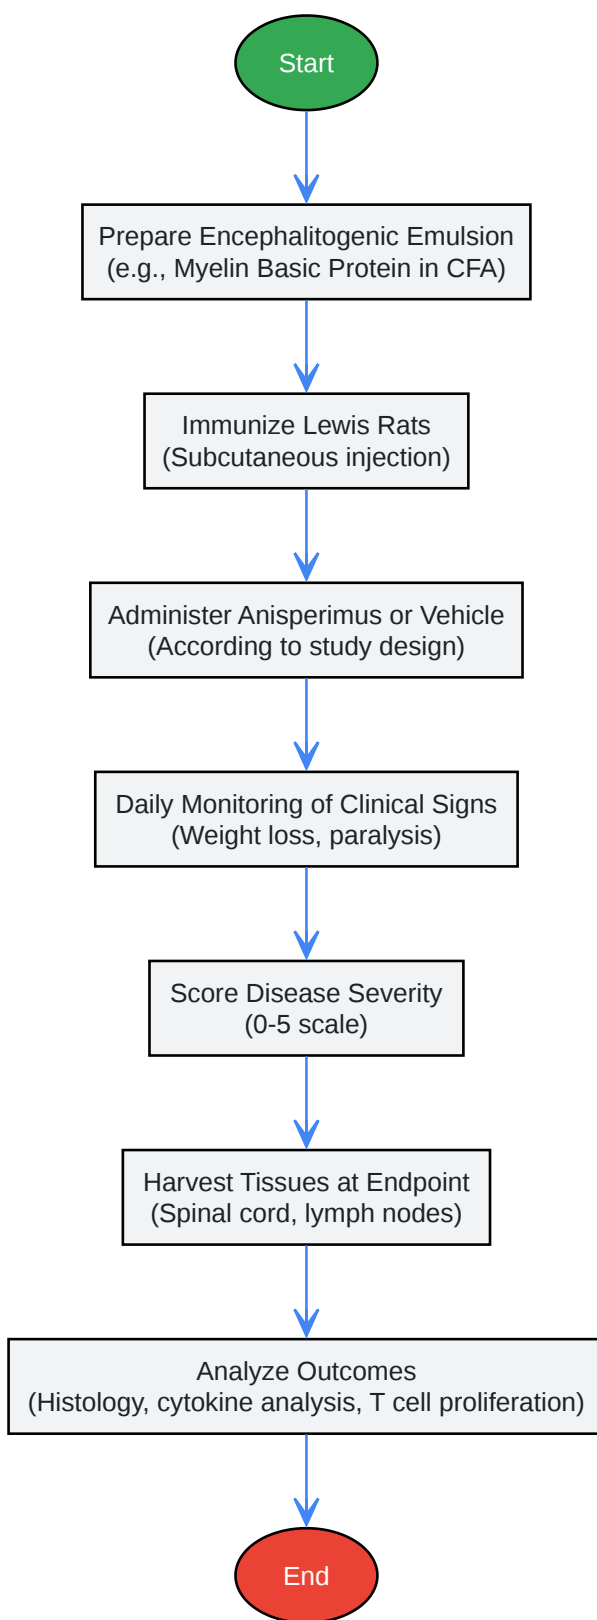 Start
Prepare Encephalitogenic Emulsion
(e.g., Myelin Basic Protein in CFA)
Immunize Lewis Rats
(Subcutaneous injection)
Administer Anisperimus or Vehicle
(According to study design)
Daily Monitoring of Clinical Signs
(Weight loss, paralysis)
Score Disease Severity
(0-5 scale)
Harvest Tissues at Endpoint
(Spinal cord, lymph nodes)
Analyze Outcomes
(Histology, cytokine analysis, T cell proliferation)
End